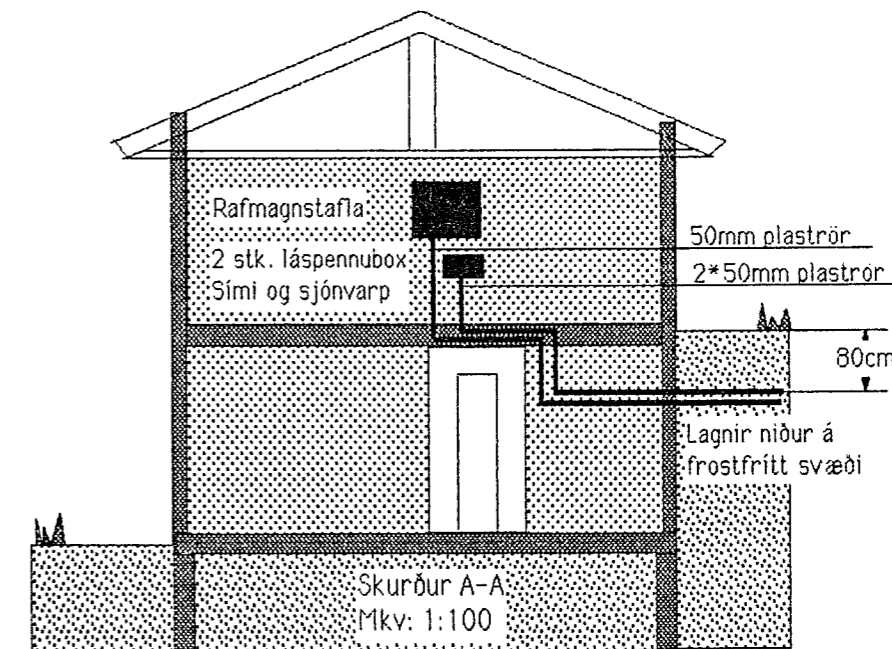 Rafmagnstafla
2 stk. láspennubox
Sími og sjónvarp
50mm plaströr
2*50mm plaströr
80cm
Lagnir niður á
frostfrítt svæði
Skurður A-A
Mkv: 1:100